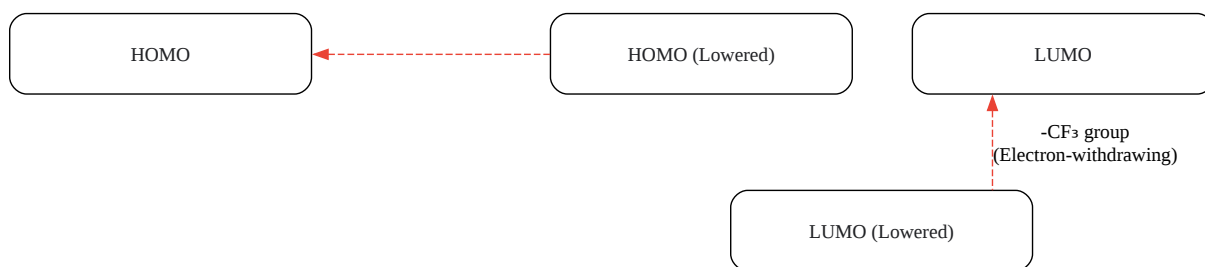 HOMO
HOMO (Lowered)
LUMO
-CF₃ group
(Electron-withdrawing)
LUMO (Lowered)